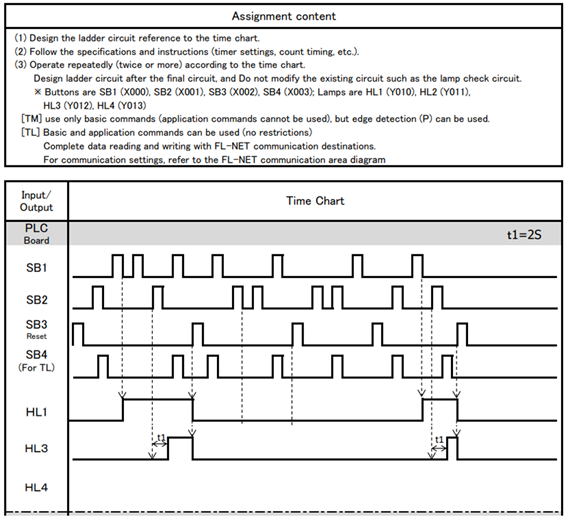 Assignment content
(1) Design the ladder circuit reference to the time chart.
(2) Follow the specifications and instructions (timer settings, count timing, etc.).
(3) Operate repeatedly (twice or more) according to the time chart.
Design ladder circuit after the final circuit, and Do not modify the existing circuit such as the lamp check circuit.
※ Buttons are SB1 (X000), SB2 (X001), SB3 (X002), SB4 (X003); Lamps are HL1 (Y010), HL2 (Y011),
HL3 (Y012), HL4 (Y013)
[TM] use only basic commands (application commands cannot be used), but edge detection (P) can be used.
[TL] Basic and application commands can be used (no restrictions)
Complete data reading and writing with FL-NET communication destinations.
For communication settings, refer to the FL-NET communication area diagram
Input/
Output
Time Chart
PLC
Board
t1=2S
SB1
SB2
SB3
Reset
SB4
(For TL)
HL1
t1
t1
HL3
HL4